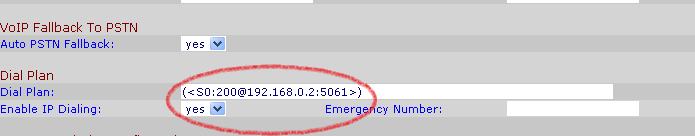 VoIP Fallback To PSTN
Auto PSTN Fallback: yes
Dial Plan
Dial Plan: (<S0:200@192.168.0.2:5061>)
Enable IP Dialing: yes Emergency Number: